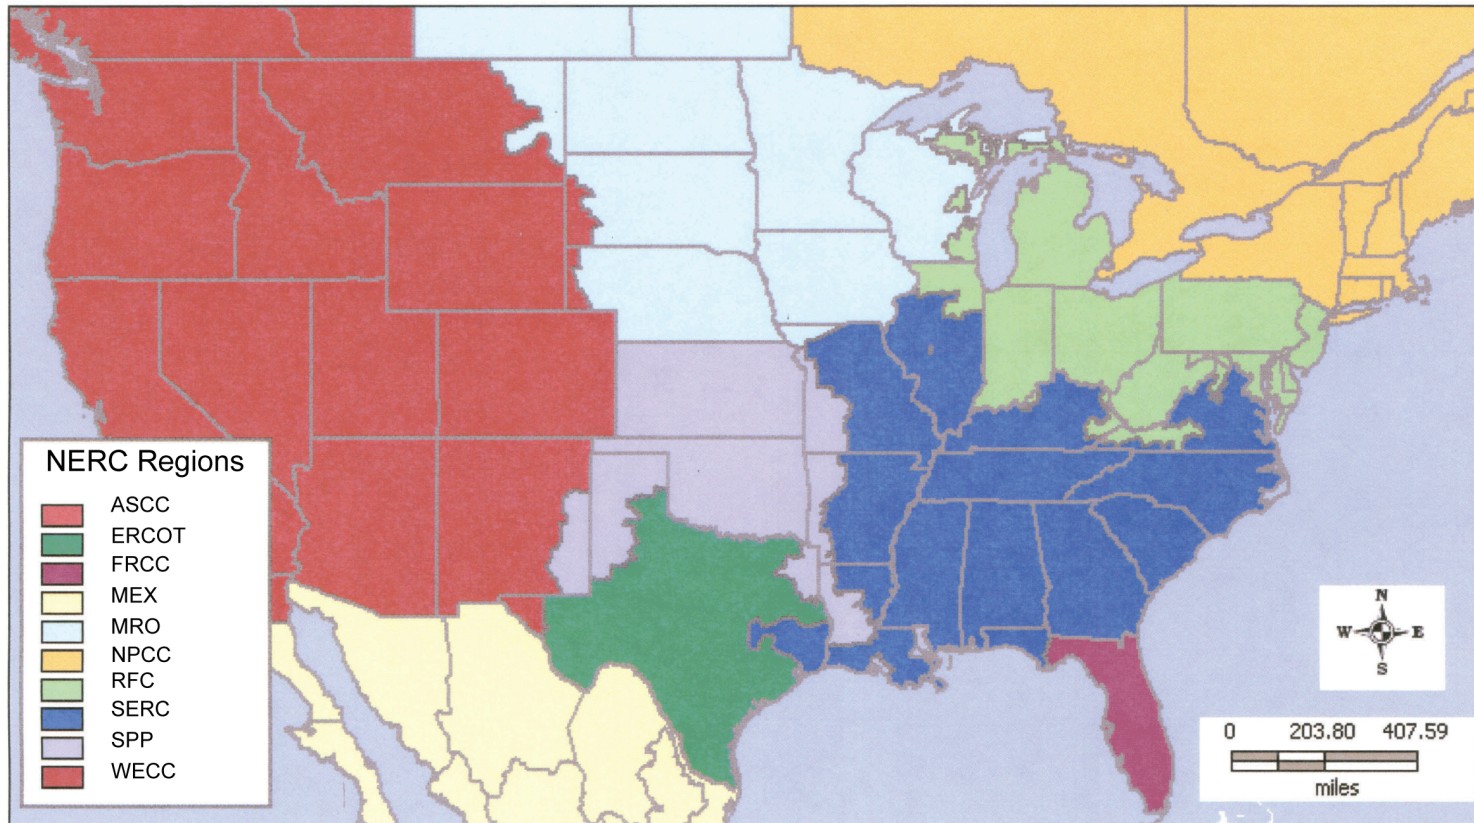 NERC Regions
ASCC
ERCOT
FRCC
MEX
MRO
NPCC
RFC
SERC
SPP
WECC
N
W E
S
0 203.80 407.59
miles